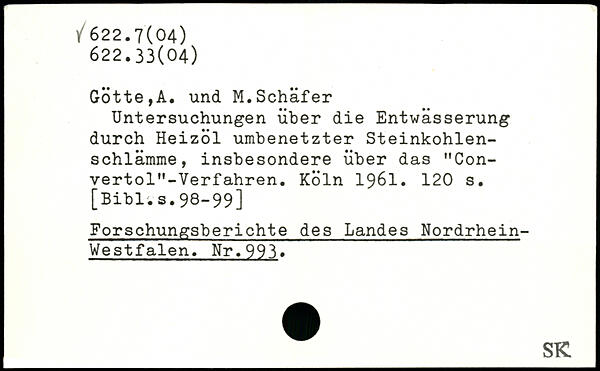 √622.7(04)
622.33(04)
Götte,A. und M.Schäfer
Untersuchungen über die Entwässerung
durch Heizöl umbenetzter Steinkohlen-
schlämme, insbesondere über das "Con-
vertol"-Verfahren. Köln 1961. 120 s.
[Bibl.s.98-99]
Forschungsberichte des Landes Nordrhein-
Westfalen. Nr.993.
SK